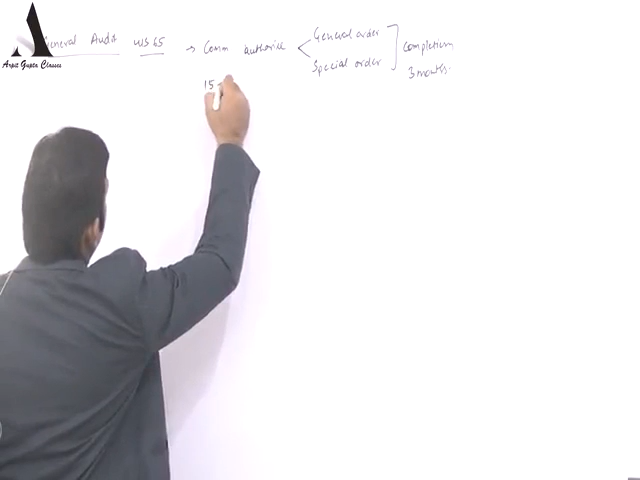 General Audit u/s 65 → Comm authorise < General order
Special order
] completion
3 months.
15
Arpit Gupta Classes